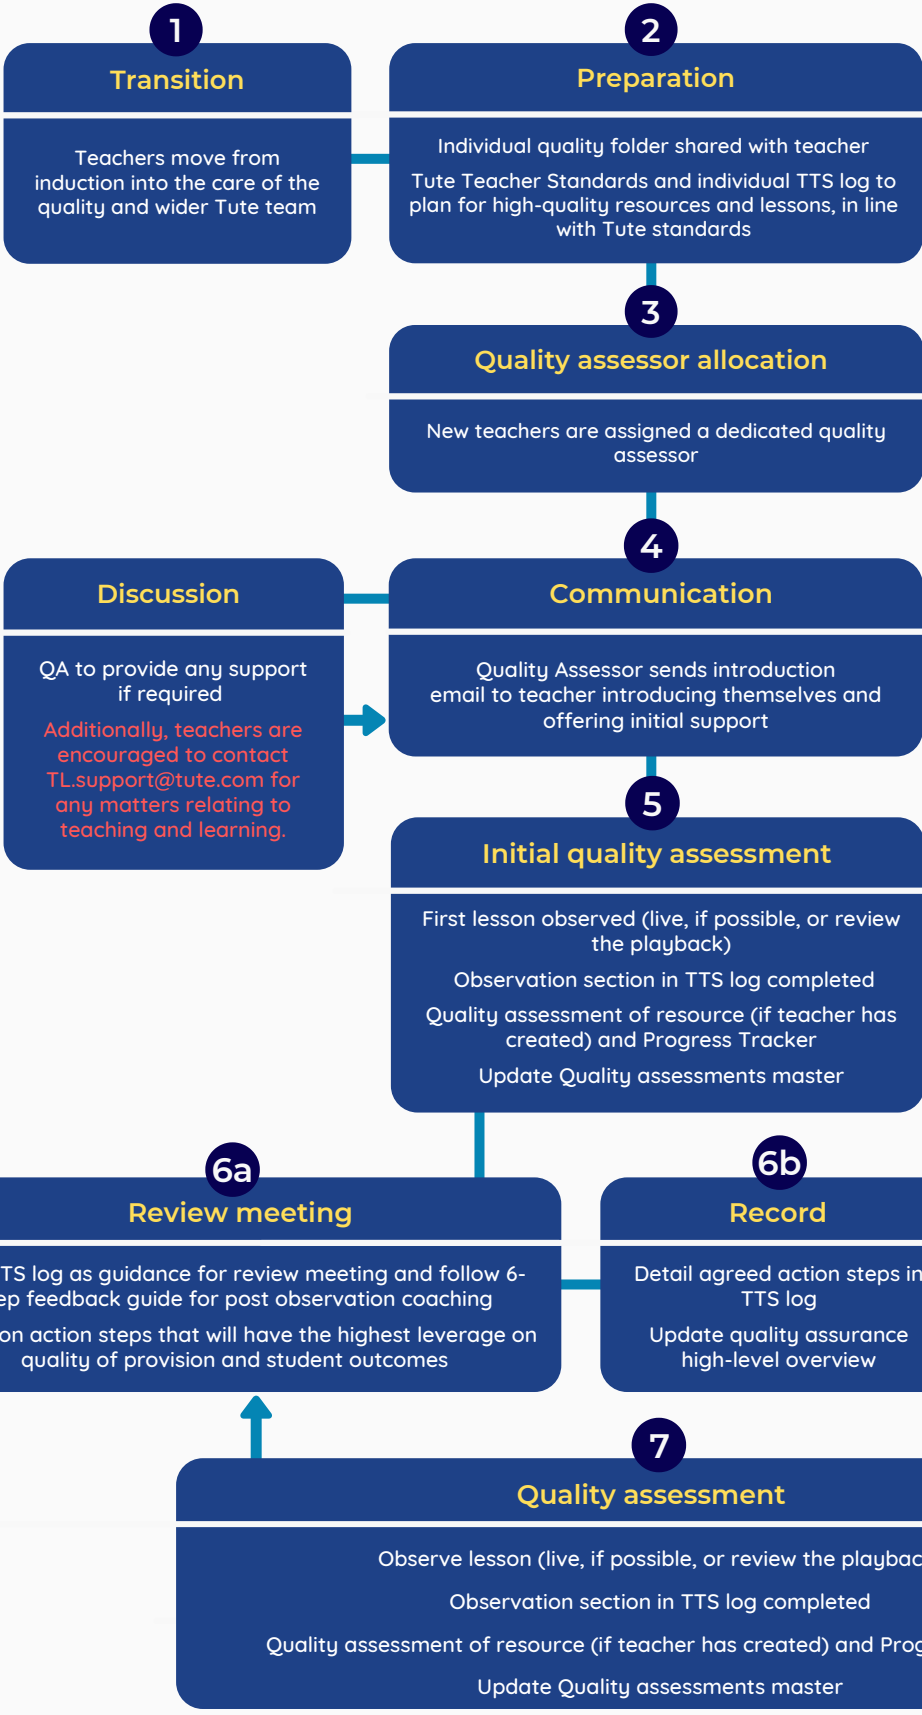 1
Transition
Teachers move from
induction into the care of the
quality and wider Tute team
2
Preparation
Individual quality folder shared with teacher
Tute Teacher Standards and individual TTS log to
plan for high-quality resources and lessons, in line
with Tute standards
3
Quality assessor allocation
New teachers are assigned a dedicated quality
assessor
Discussion
QA to provide any support
if required
Additionally, teachers are
encouraged to contact
TL.support@tute.com for
any matters relating to
teaching and learning.
4
Communication
Quality Assessor sends introduction
email to teacher introducing themselves and
offering initial support
5
Initial quality assessment
First lesson observed (live, if possible, or review
the playback)
Observation section in TTS log completed
Quality assessment of resource (if teacher has
created) and Progress Tracker
Update Quality assessments master
6a
Review meeting
TS log as guidance for review meeting and follow 6-
ep feedback guide for post observation coaching
on action steps that will have the highest leverage on
quality of provision and student outcomes
6b
Record
Detail agreed action steps in
TTS log
Update quality assurance
high-level overview
7
Quality assessment
Observe lesson (live, if possible, or review the playbac
Observation section in TTS log completed
Quality assessment of resource (if teacher has created) and Prog
Update Quality assessments master